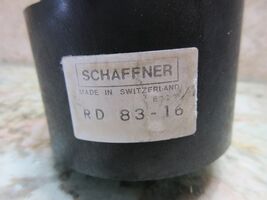 SCHAFFNER
MADE IN SWITZERLAND
RD 83-16